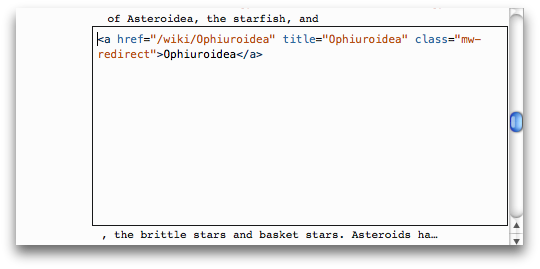 of Asteroidea, the starfish, and
<a href="/wiki/Ophiuroidea" title="Ophiuroidea" class="mw-
redirect">Ophiuroidea</a>
, the brittle stars and basket stars. Asteroids ha…